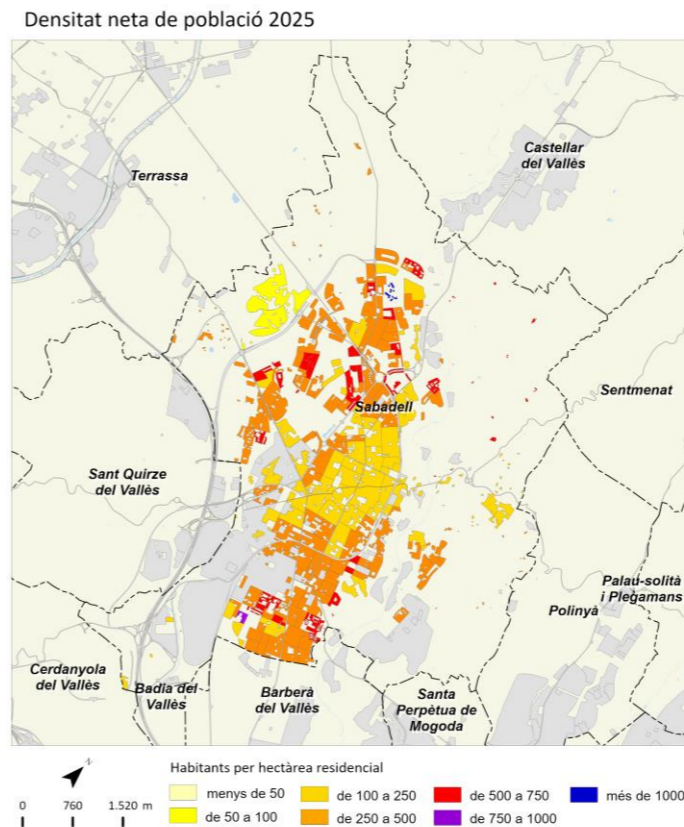 Densitat neta de població 2025
Castellar
del Vallès
Terrassa
Sentmenat
Sabadell
Sant Quirze
del Vallès
Palau-solità
i Plegamans
Polinyà
Cerdanyola
del Vallès
Badia del
Vallès
Barberà
del Vallès
Santa
Perpètua de
Mogoda
N
0 760 1.520 m
Habitants per hectàrea residencial
menys de 50
de 50 a 100
de 100 a 250
de 250 a 500
de 500 a 750
de 750 a 1000
més de 1000